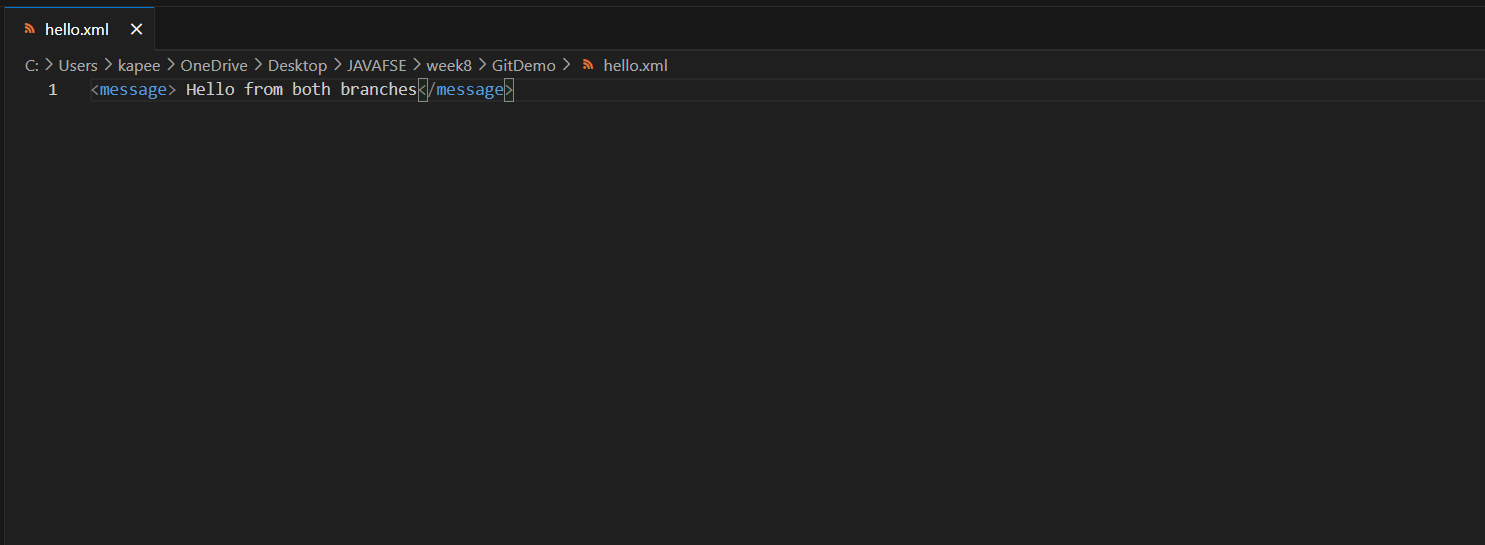 hello.xml
C: > Users > kapee > OneDrive > Desktop > JAVAFSE > week8 > GitDemo > hello.xml
1 <message> Hello from both branches</message>